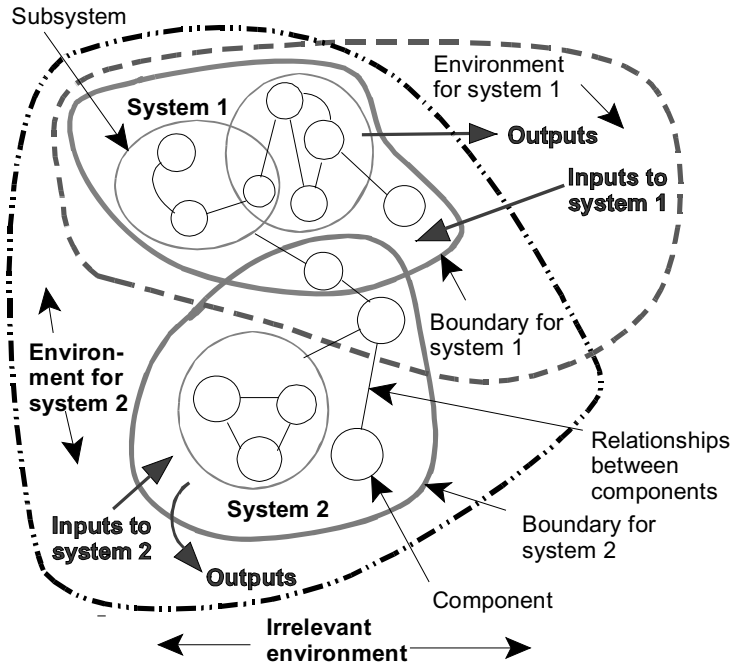 Subsystem
System 1
Environment
for system 1
Outputs
Inputs to
system 1
Boundary for
system 1
Environ-
ment for
system 2
Relationships
between
components
System 2
Boundary for
system 2
Inputs to
system 2
Outputs
Component
Irrelevant
environment